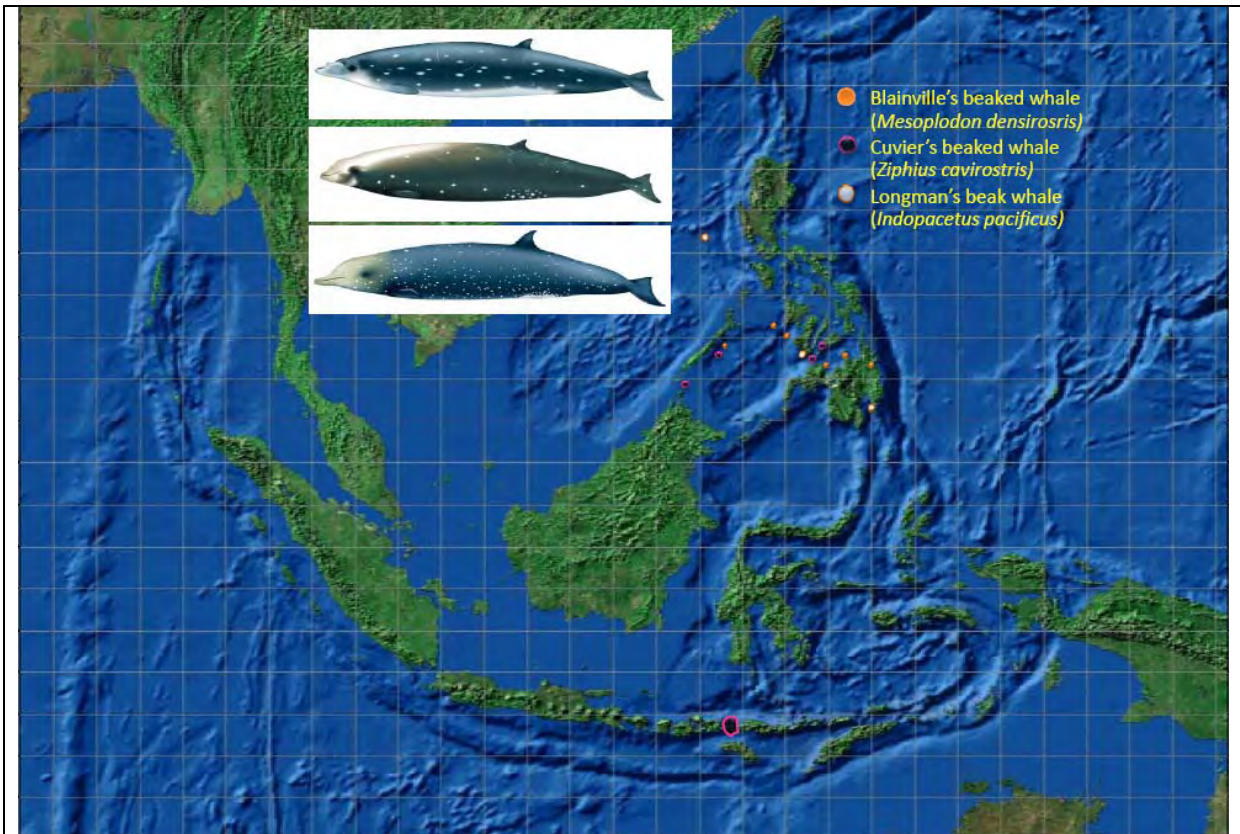 Blainville's beaked whale
(Mesoplodon densirosris)
Cuvier's beaked whale
(Ziphius cavirostris)
Longman's beak whale
(Indopacetus pacificus)